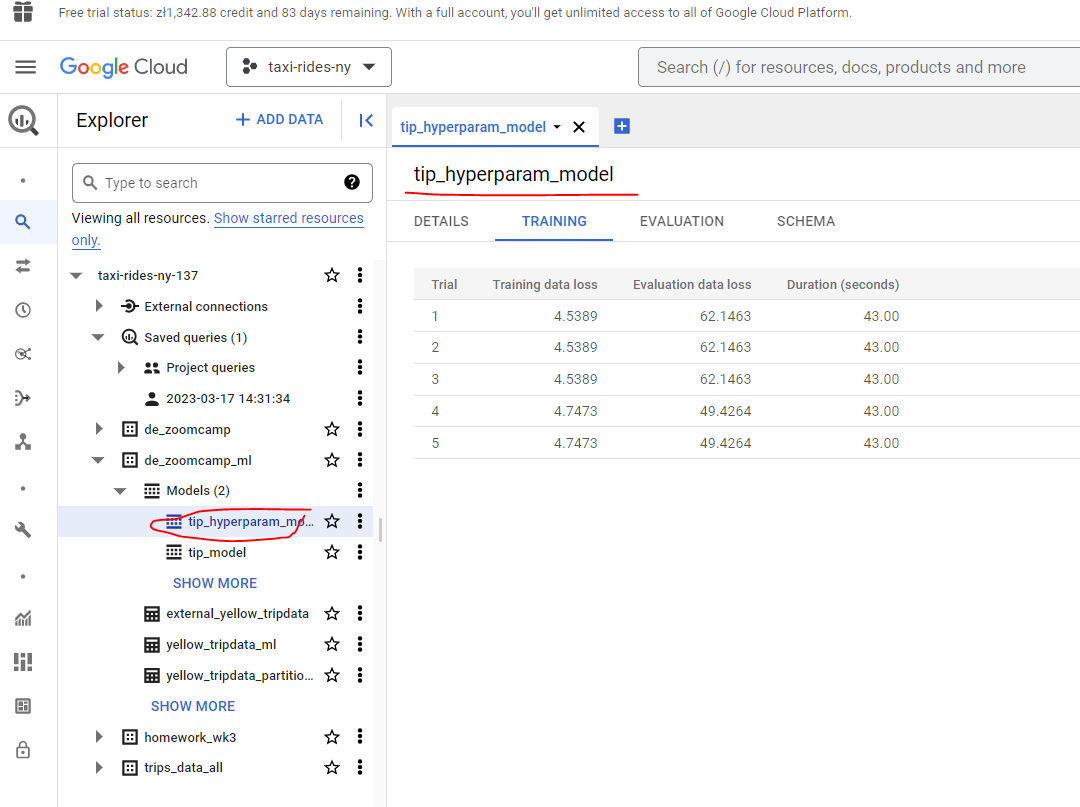 Free trial status: zł1,342.88 credit and 83 days remaining. With a full account, you'll get unlimited access to all of Google Cloud Platform.
Google Cloud
taxi-rides-ny
Search (/) for resources, docs, products and more
Explorer
+ ADD DATA
Type to search
Viewing all resources. Show starred resources
only.
taxi-rides-ny-137
External connections
Saved queries (1)
Project queries
2023-03-17 14:31:34
de_zoomcamp
de_zoomcamp_ml
Models (2)
tip_hyperparam_mo...
tip_model
SHOW MORE
external_yellow_tripdata
yellow_tripdata_ml
yellow_tripdata_partitio...
SHOW MORE
homework_wk3
trips_data_all
tip_hyperparam_model
tip_hyperparam_model
DETAILS TRAINING EVALUATION SCHEMA
Trial Training data loss Evaluation data loss Duration (seconds)
1 4.5389 62.1463 43.00
2 4.5389 62.1463 43.00
3 4.5389 62.1463 43.00
4 4.7473 49.4264 43.00
5 4.7473 49.4264 43.00